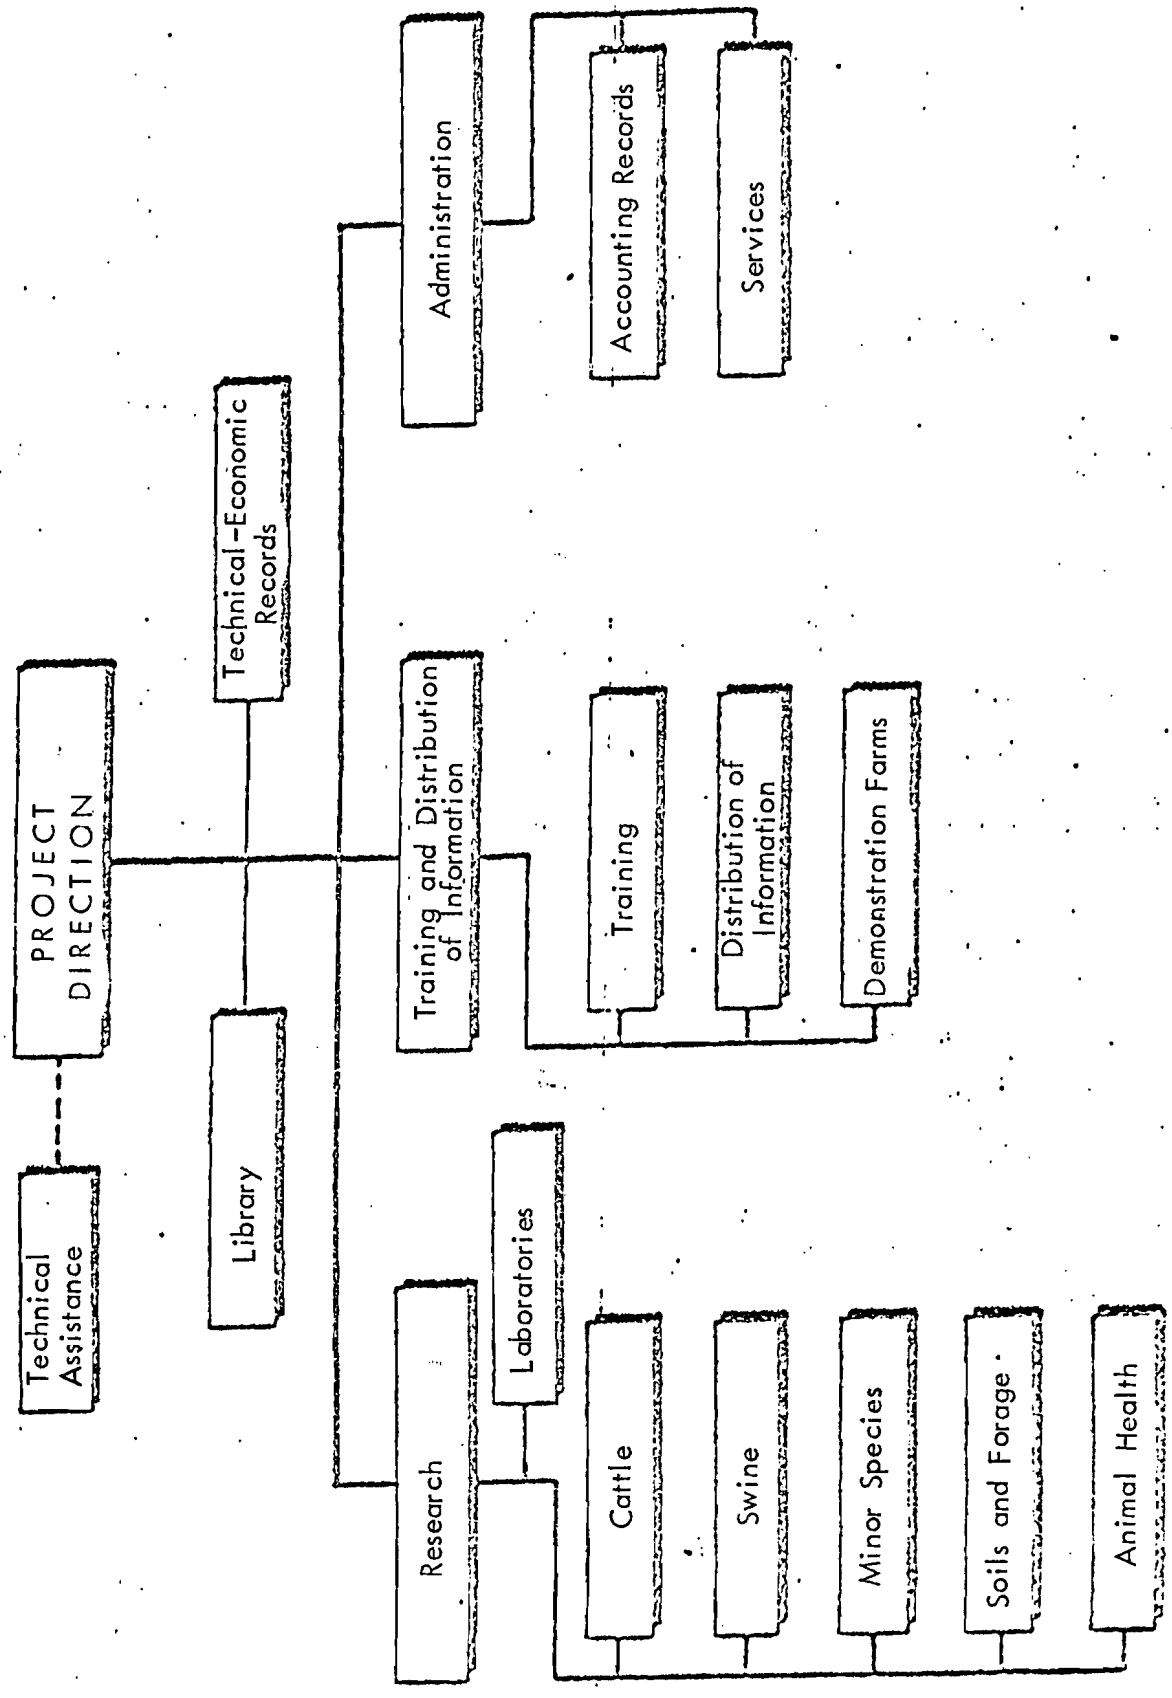 PROJECT
DIRECTION
Technical
Assistance
Library
Technical-Economic
Records
Research
Training and Distribution
of Information
Administration
Laboratories
Cattle
Swine
Minor Species
Soils and Forage
Animal Health
Training
Distribution of
Information
Demonstration Farms
Accounting Records
Services